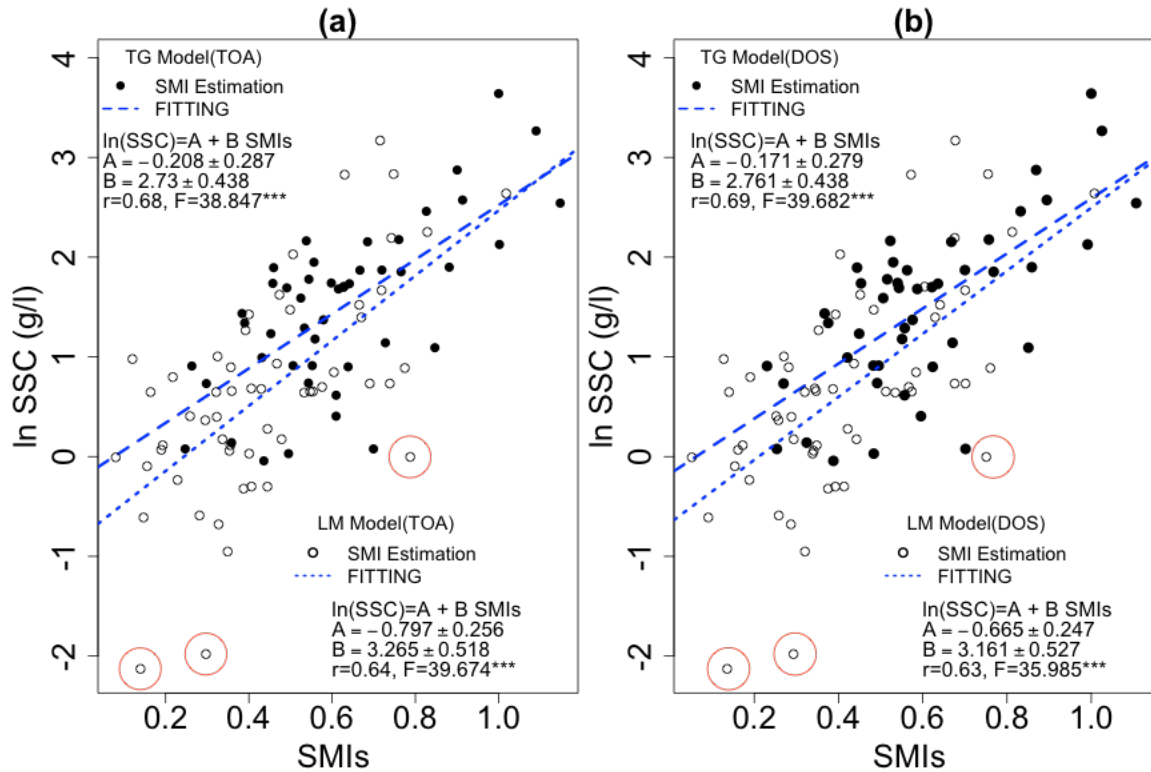 (a)
(b)
TG Model(TOA)
SMI Estimation
FITTING
ln(SSC)=A + B SMIs
A = −0.208 ± 0.287
B = 2.73 ± 0.438
r=0.68, F=38.847***
LM Model(TOA)
SMI Estimation
FITTING
ln(SSC)=A + B SMIs
A = −0.797 ± 0.256
B = 3.265 ± 0.518
r=0.64, F=39.674***
4
3
2
1
0
-1
-2
ln SSC (g/l)
0.2 0.4 0.6 0.8 1.0
SMIs
TG Model(DOS)
SMI Estimation
FITTING
ln(SSC)=A + B SMIs
A = −0.171 ± 0.279
B = 2.761 ± 0.438
r=0.69, F=39.682***
LM Model(DOS)
SMI Estimation
FITTING
ln(SSC)=A + B SMIs
A = −0.665 ± 0.247
B = 3.161 ± 0.527
r=0.63, F=35.985***
4
3
2
1
0
-1
-2
ln SSC (g/l)
0.2 0.4 0.6 0.8 1.0
SMIs